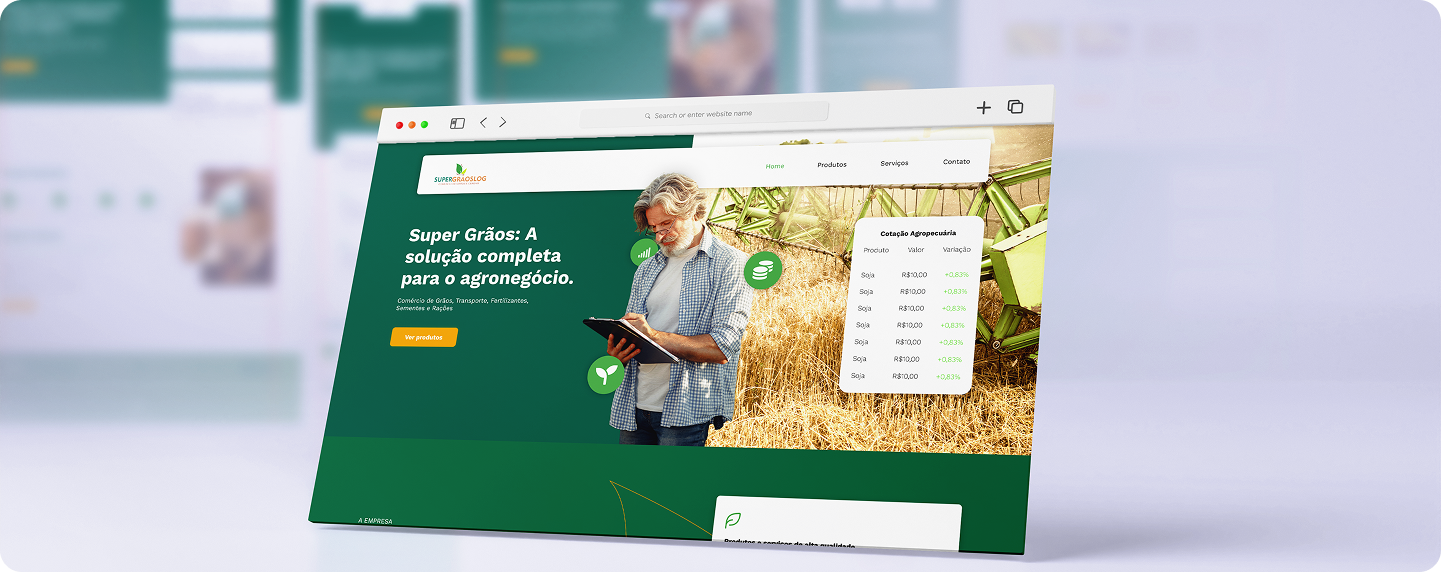 Search or enter website name
SUPERGRÃOSLOG
Home
Produtos
Serviços
Contato
Super Grãos: A
solução completa
para o agronegócio.
Comércio de Grãos, Transporte, Fertilizantes,
Sementes e Rações
Ver produtos
Cotação Agropecuária
Produto Valor Variação
Soja R$10,00 +0,83%
Soja R$10,00 +0,83%
Soja R$10,00 +0,83%
Soja R$10,00 +0,83%
Soja R$10,00 +0,83%
Soja R$10,00 +0,83%
Soja R$10,00 +0,83%
A EMPRESA
Produtos e serviços de alta qualidade